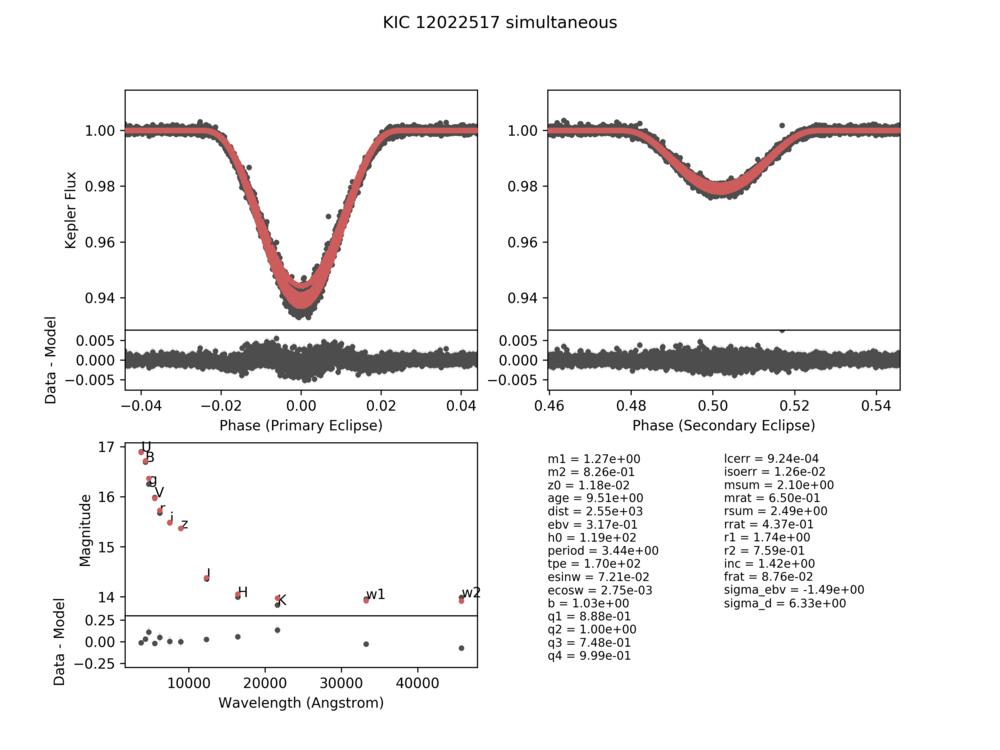 KIC 12022517 simultaneous
1.00
0.98
0.96
0.94
Kepler Flux
0.005
0.000
−0.005
Data - Model
−0.04 −0.02 0.00 0.02 0.04
Phase (Primary Eclipse)
1.00
0.98
0.96
0.94
0.005
0.000
−0.005
0.46 0.48 0.50 0.52 0.54
Phase (Secondary Eclipse)
17
16
15
14
Magnitude
U
B
g
V
r
i
z
J
H
K
w1
w2
0.25
0.00
−0.25
Data - Model
10000 20000 30000 40000
Wavelength (Angstrom)
m1 = 1.27e+00
m2 = 8.26e-01
z0 = 1.18e-02
age = 9.51e+00
dist = 2.55e+03
ebv = 3.17e-01
h0 = 1.19e+02
period = 3.44e+00
tpe = 1.70e+02
esinw = 7.21e-02
ecosw = 2.75e-03
b = 1.03e+00
q1 = 8.88e-01
q2 = 1.00e+00
q3 = 7.48e-01
q4 = 9.99e-01
lcerr = 9.24e-04
isoerr = 1.26e-02
msum = 2.10e+00
mrat = 6.50e-01
rsum = 2.49e+00
rrat = 4.37e-01
r1 = 1.74e+00
r2 = 7.59e-01
inc = 1.42e+00
frat = 8.76e-02
sigma_ebv = -1.49e+00
sigma_d = 6.33e+00